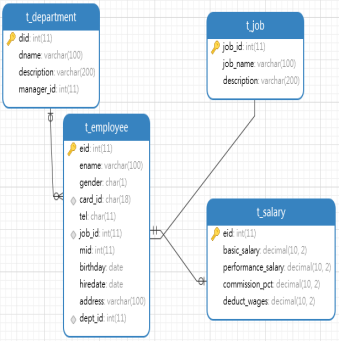 t_department
did: int(11)
dname: varchar(100)
description: varchar(200)
manager_id: int(11)
t_job
job_id: int(11)
job_name: varchar(100)
description: varchar(200)
t_employee
eid: int(11)
ename: varchar(100)
gender: char(1)
card_id: char(18)
tel: char(11)
job_id: int(11)
mid: int(11)
birthday: date
hiredate: date
address: varchar(100)
dept_id: int(11)
t_salary
eid: int(11)
basic_salary: decimal(10, 2)
performance_salary: decimal(10, 2)
commission_pct: decimal(10, 2)
deduct_wages: decimal(10, 2)